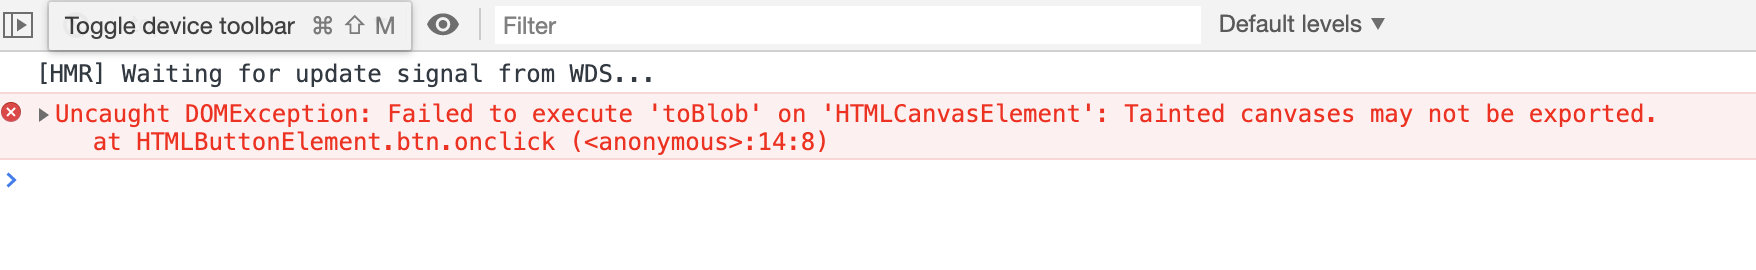 Toggle device toolbar ⌘ ⇧ M Filter Default levels ▼
[HMR] Waiting for update signal from WDS...
Uncaught DOMException: Failed to execute 'toBlob' on 'HTMLCanvasElement': Tainted canvases may not be exported.
at HTMLButtonElement.btn.onclick (<anonymous>:14:8)